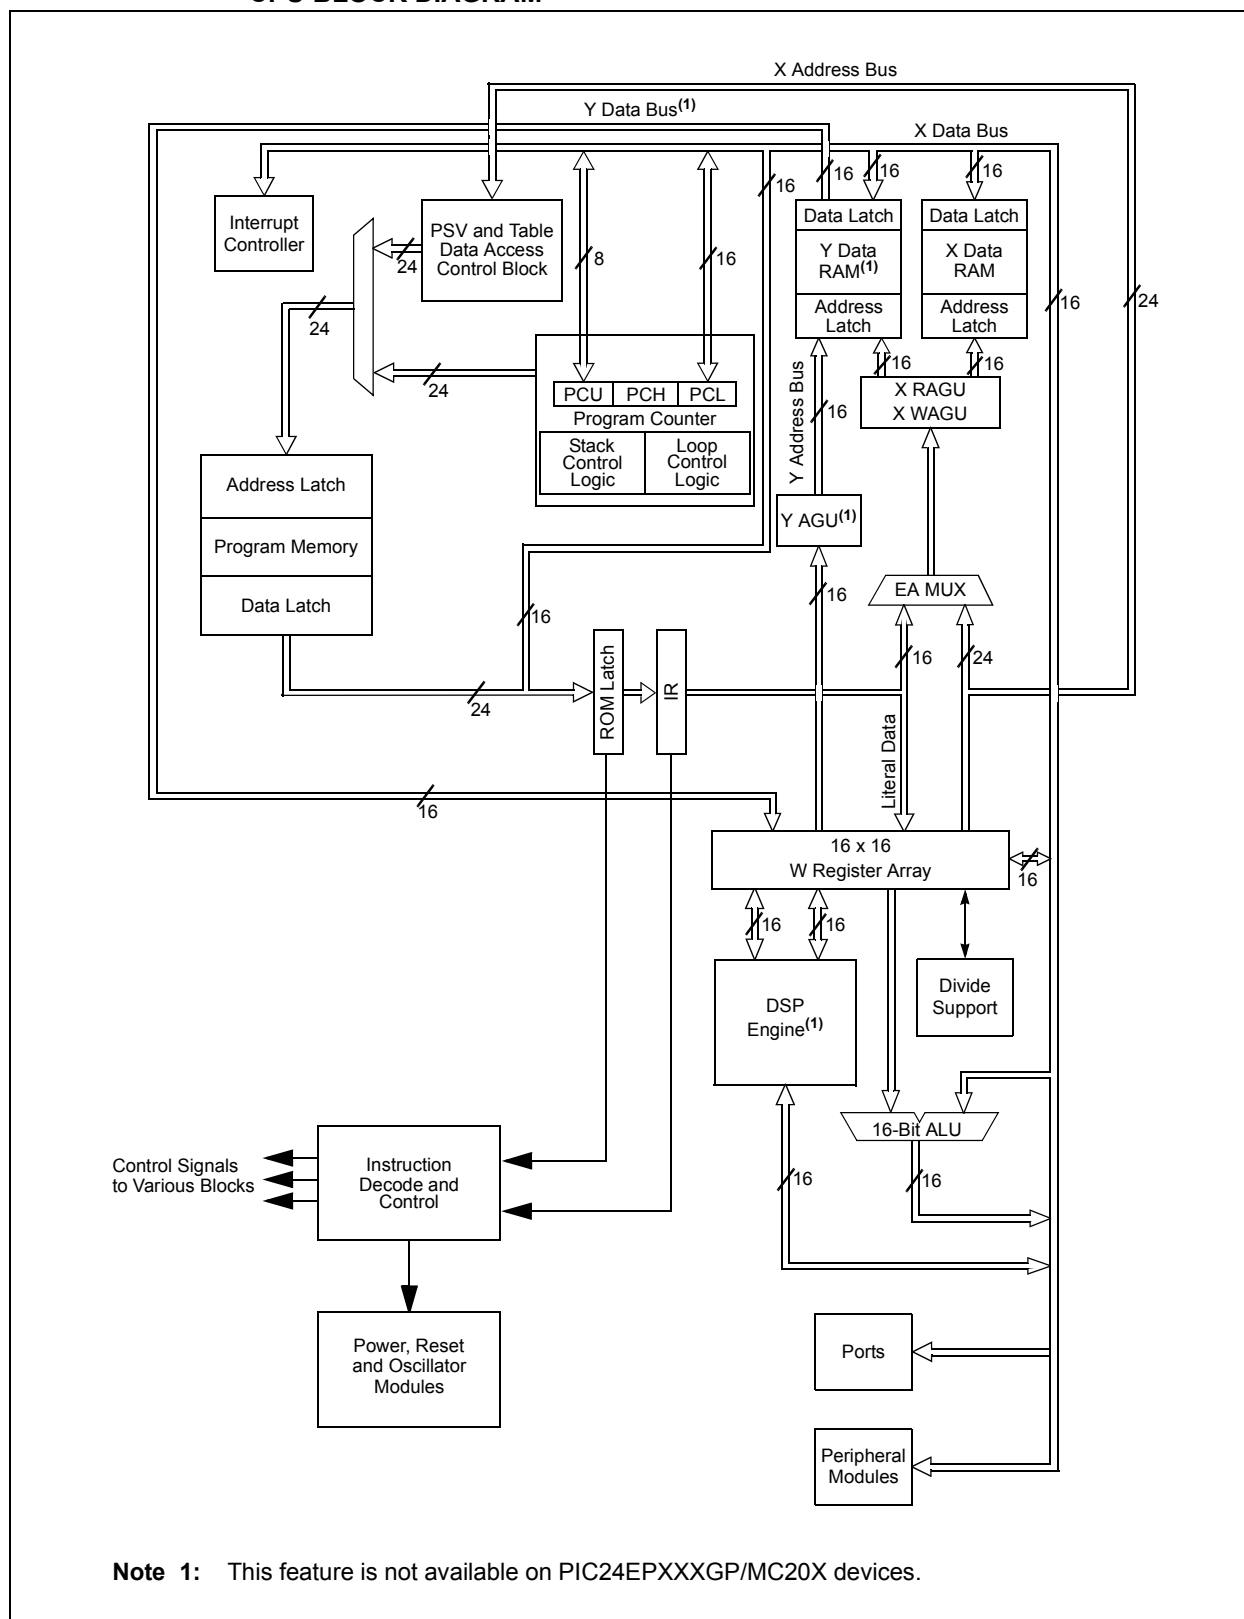 CPU BLOCK DIAGRAM
X Address Bus
Y Data Bus(1)
X Data Bus
16
16
16
16
Interrupt
Controller
PSV and Table
Data Access
Control Block
24
8
16
Data Latch
Y Data
RAM(1)
Address
Latch
Data Latch
X Data
RAM
Address
Latch
16
24
24
24
16
16
X RAGU
X WAGU
PCU
PCH
PCL
Program Counter
Stack
Control
Logic
Loop
Control
Logic
Y Address Bus
16
Address Latch
Program Memory
Data Latch
Y AGU(1)
EA MUX
16
16
16
24
24
ROM Latch
IR
Literal Data
16
16 x 16
W Register Array
16
16
16
DSP
Engine(1)
Divide
Support
16-Bit ALU
16
16
Control Signals
to Various Blocks
Instruction
Decode and
Control
Power, Reset
and Oscillator
Modules
Ports
Peripheral
Modules
Note 1: This feature is not available on PIC24EPXXXGP/MC20X devices.